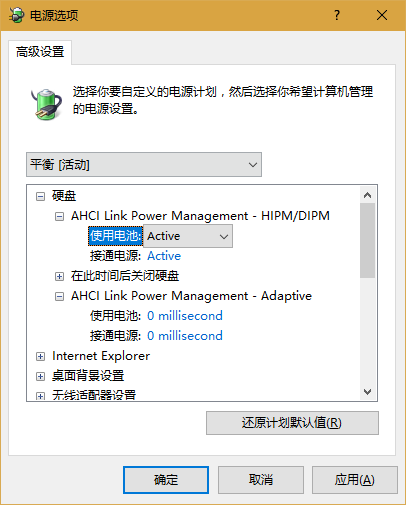 电源选项
高级设置
选择你要自定义的电源计划，然后选择你希望计算机管理
的电源设置。
平衡 [活动]
硬盘
AHCI Link Power Management - HIPM/DIPM
使用电池: Active
接通电源: Active
在此时间后关闭硬盘
AHCI Link Power Management - Adaptive
使用电池: 0 millisecond
接通电源: 0 millisecond
Internet Explorer
桌面背景设置
无线适配器设置
还原计划默认值(R)
确定 取消 应用(A)